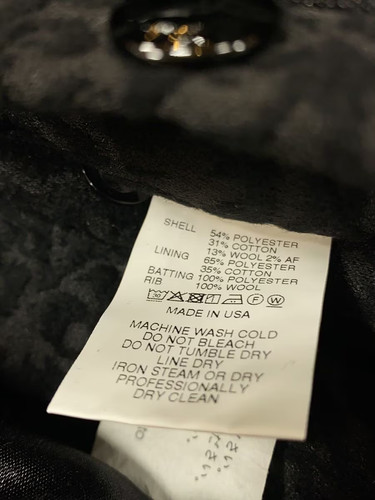 SHELL 54% POLYESTER
31% COTTON
13% WOOL 2% AF
LINING 65% POLYESTER
35% COTTON
BATTING 100% POLYESTER
RIB 100% WOOL
MADE IN USA
MACHINE WASH COLD
DO NOT BLEACH
DO NOT TUMBLE DRY
LINE DRY
IRON STEAM OR DRY
PROFESSIONALLY
DRY CLEAN